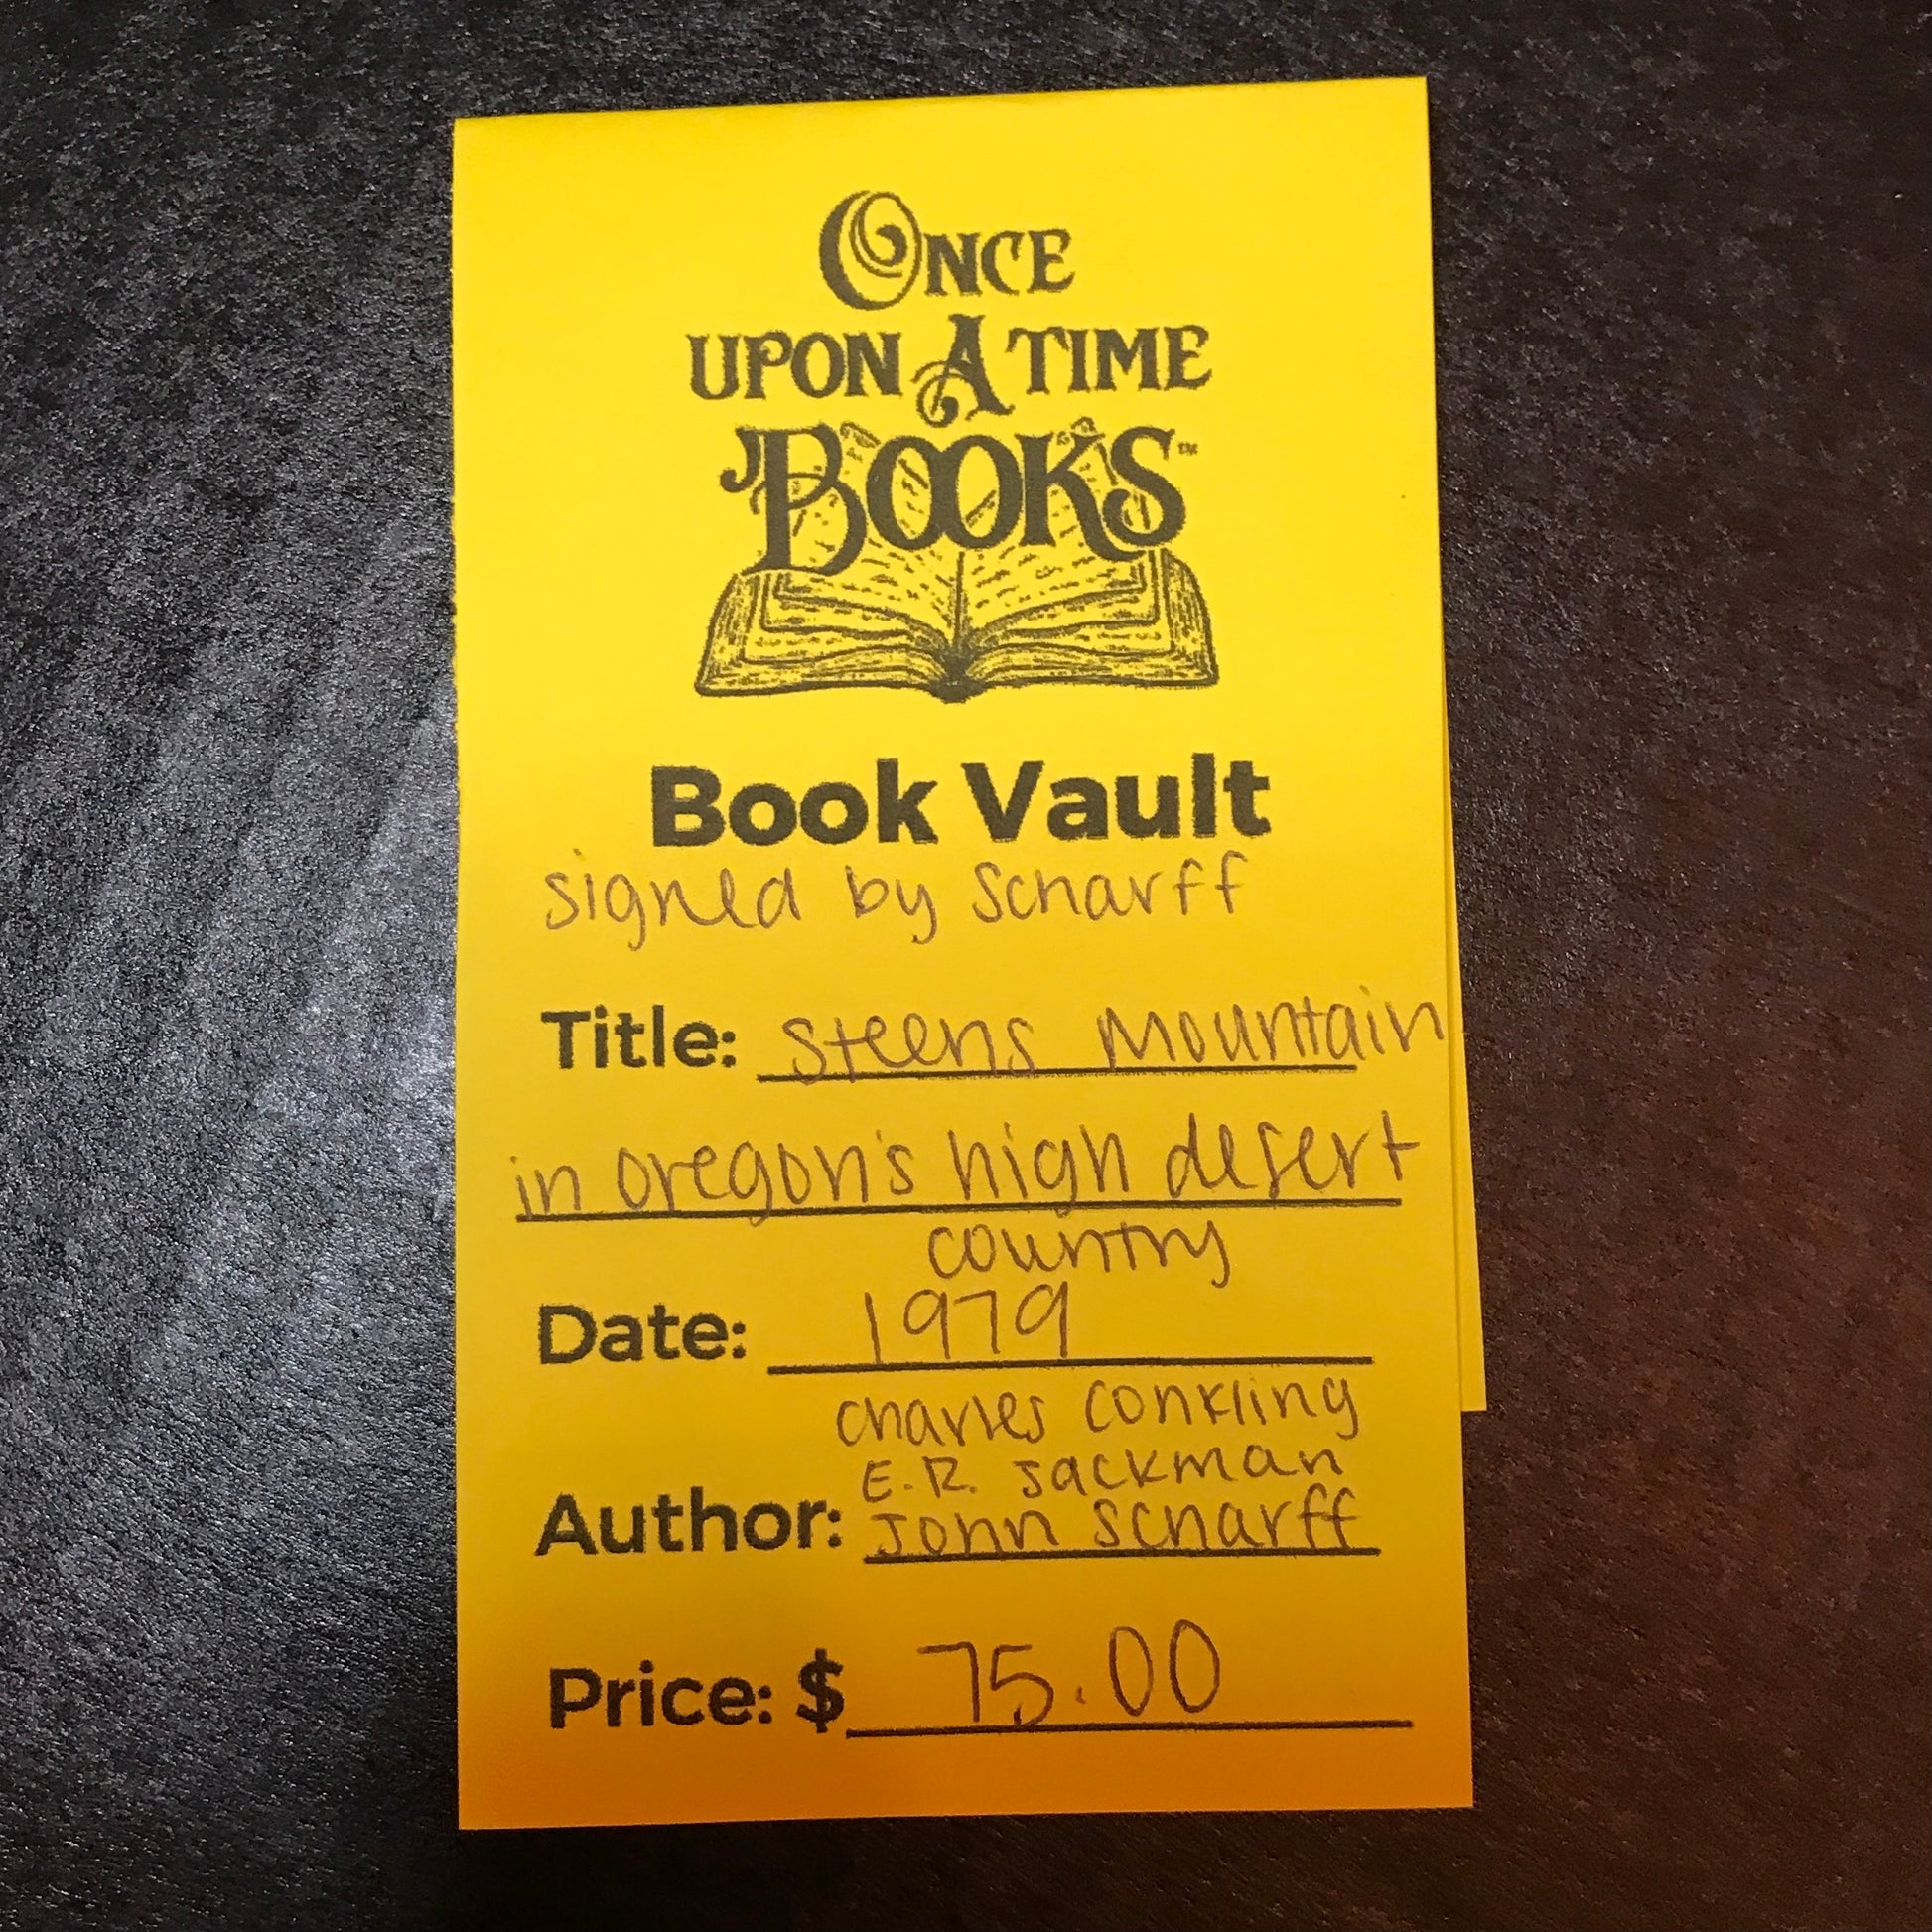 ONCE
UPON A TIME
BOOKS™
Book Vault
signed by Scharff
Title: Steens Mountain
in Oregon's high desert
country
Date: 1979
Charles Conkling
E.R. Jackman
Author: John Scharff
Price: $ 75.00